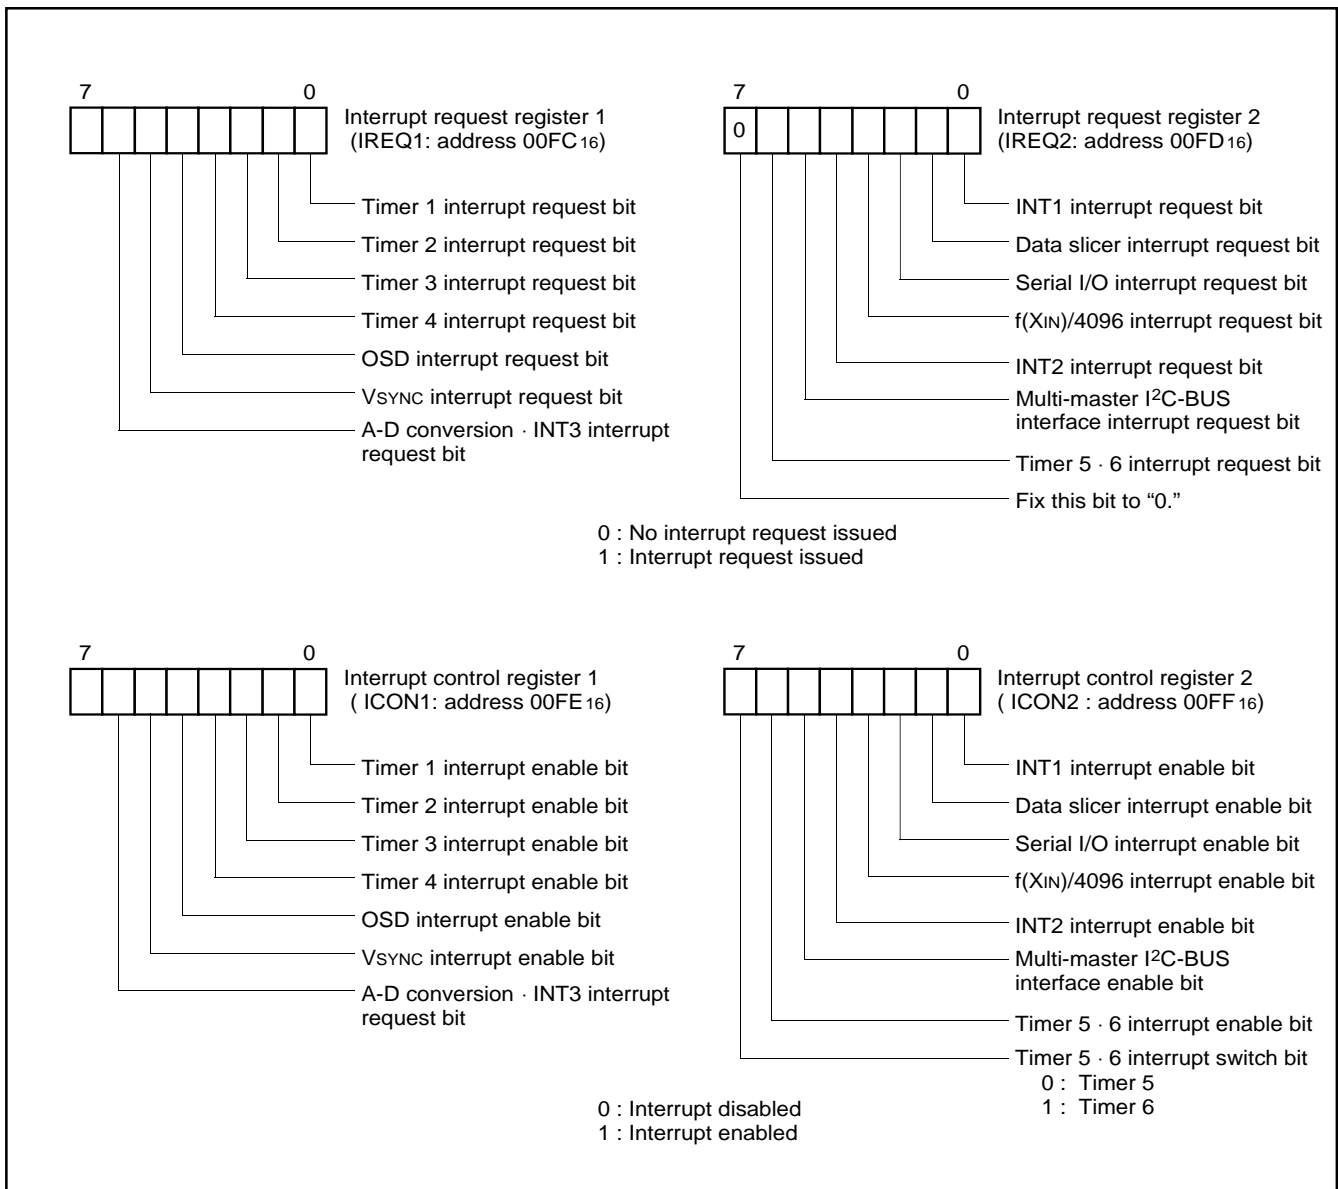 7 0
Interrupt request register 1
(IREQ1: address 00FC16)
Timer 1 interrupt request bit
Timer 2 interrupt request bit
Timer 3 interrupt request bit
Timer 4 interrupt request bit
OSD interrupt request bit
VSYNC interrupt request bit
A-D conversion · INT3 interrupt
request bit
7 0
0
Interrupt request register 2
(IREQ2: address 00FD16)
INT1 interrupt request bit
Data slicer interrupt request bit
Serial I/O interrupt request bit
f(XIN)/4096 interrupt request bit
INT2 interrupt request bit
Multi-master I2C-BUS
interface interrupt request bit
Timer 5 · 6 interrupt request bit
Fix this bit to “0.”
0 : No interrupt request issued
1 : Interrupt request issued
7 0
Interrupt control register 1
( ICON1: address 00FE16)
Timer 1 interrupt enable bit
Timer 2 interrupt enable bit
Timer 3 interrupt enable bit
Timer 4 interrupt enable bit
OSD interrupt enable bit
VSYNC interrupt enable bit
A-D conversion · INT3 interrupt
request bit
7 0
Interrupt control register 2
( ICON2 : address 00FF16)
INT1 interrupt enable bit
Data slicer interrupt enable bit
Serial I/O interrupt enable bit
f(XIN)/4096 interrupt enable bit
INT2 interrupt enable bit
Multi-master I2C-BUS
interface enable bit
Timer 5 · 6 interrupt enable bit
Timer 5 · 6 interrupt switch bit
0 : Timer 5
1 : Timer 6
0 : Interrupt disabled
1 : Interrupt enabled